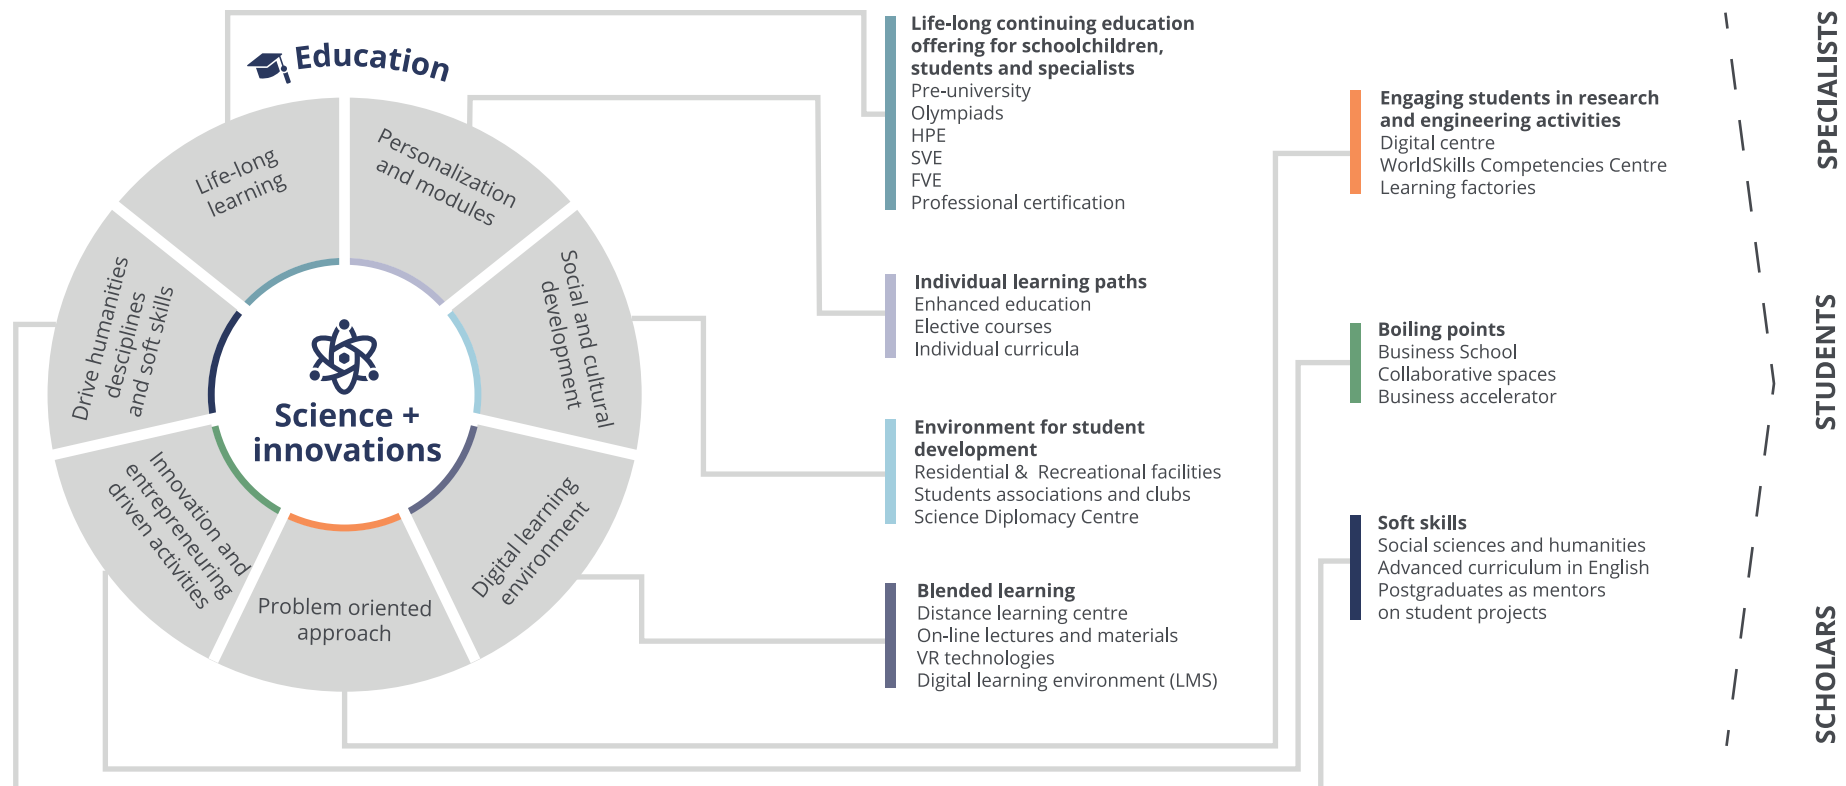 Education
Life-long
learning
Personalization
and modules
Social and cultural
development
Digital learning
environment
Problem oriented
approach
Innovation and
entrepreneuring
driven activities
Drive humanities
desciplines
and soft skills
Science +
innovations
Life-long continuing education
offering for schoolchildren,
students and specialists
Pre-university
Olympiads
HPE
SVE
FVE
Professional certification
Individual learning paths
Enhanced education
Elective courses
Individual curricula
Environment for student
development
Residential & Recreational facilities
Students associations and clubs
Science Diplomacy Centre
Blended learning
Distance learning centre
On-line lectures and materials
VR technologies
Digital learning environment (LMS)
Engaging students in research
and engineering activities
Digital centre
WorldSkills Competencies Centre
Learning factories
Boiling points
Business School
Collaborative spaces
Business accelerator
Soft skills
Social sciences and humanities
Advanced curriculum in English
Postgraduates as mentors
on student projects
SPECIALISTS
STUDENTS
SCHOLARS